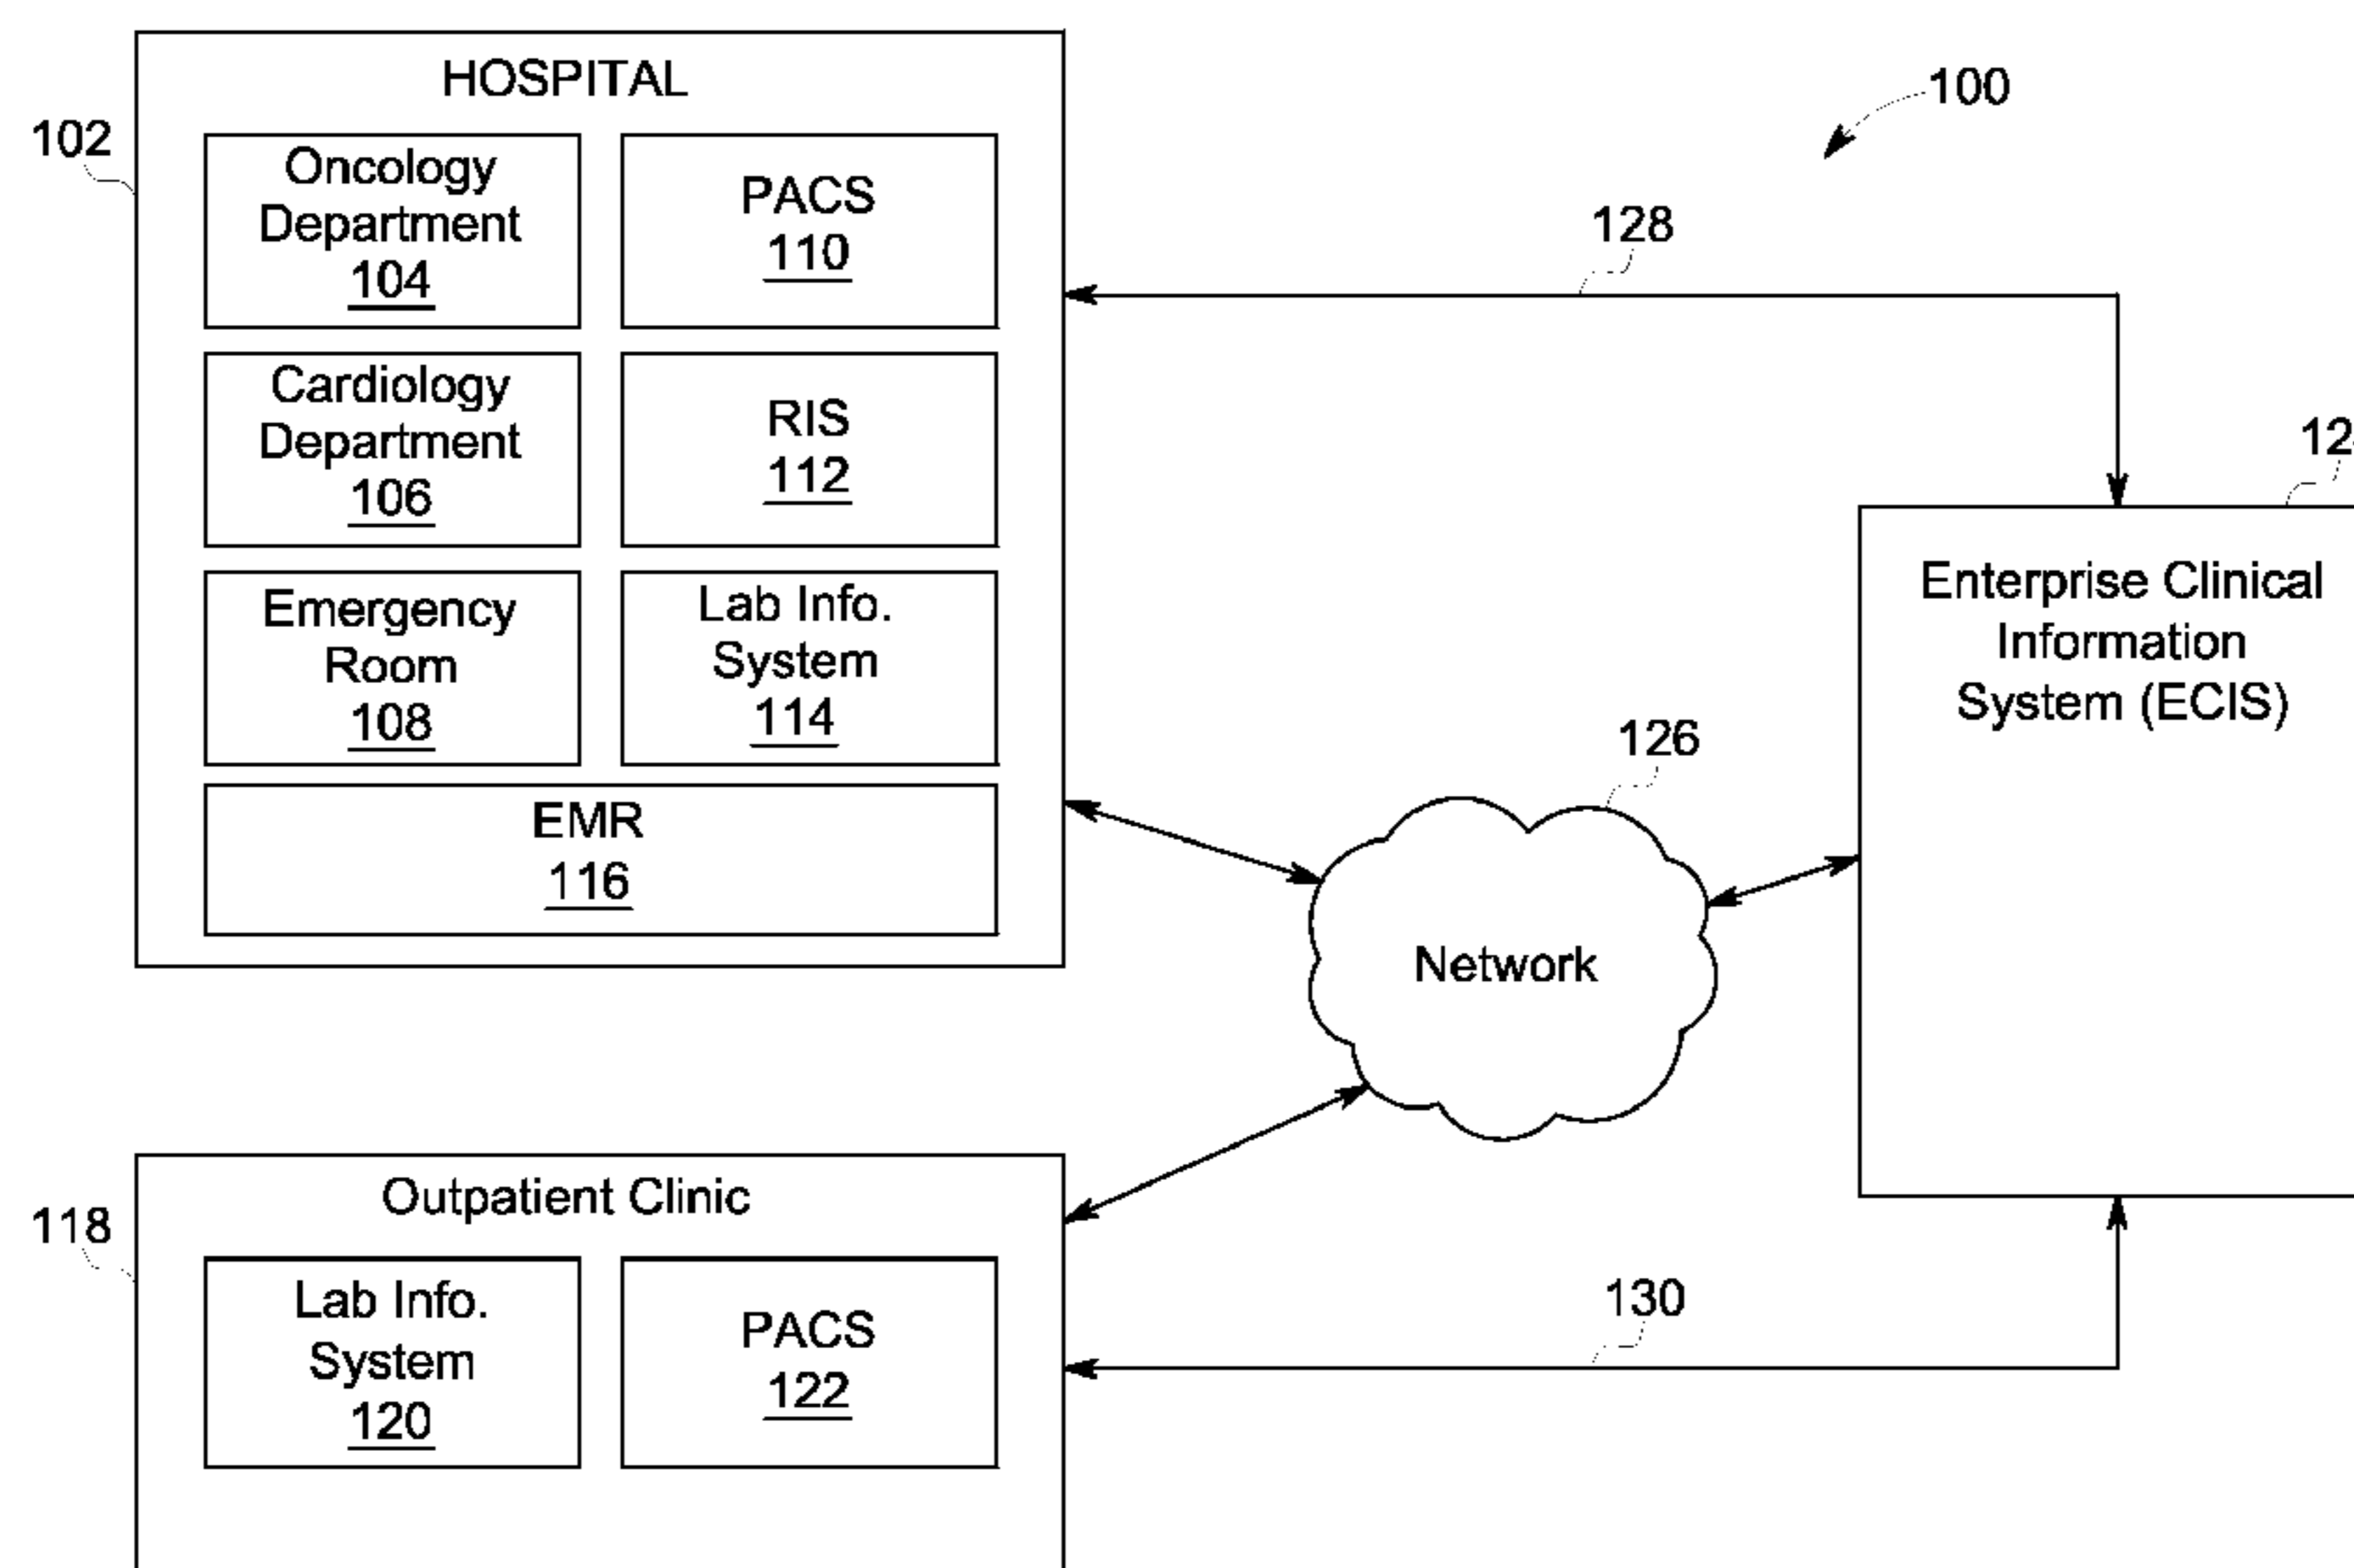 HOSPITAL
102
Oncology
Department
104
PACS
110
Cardiology
Department
106
RIS
112
Emergency
Room
108
Lab Info.
System
114
EMR
116
100
128
Enterprise Clinical
Information
System (ECIS)
126
Network
118
Outpatient Clinic
Lab Info.
System
120
PACS
122
130